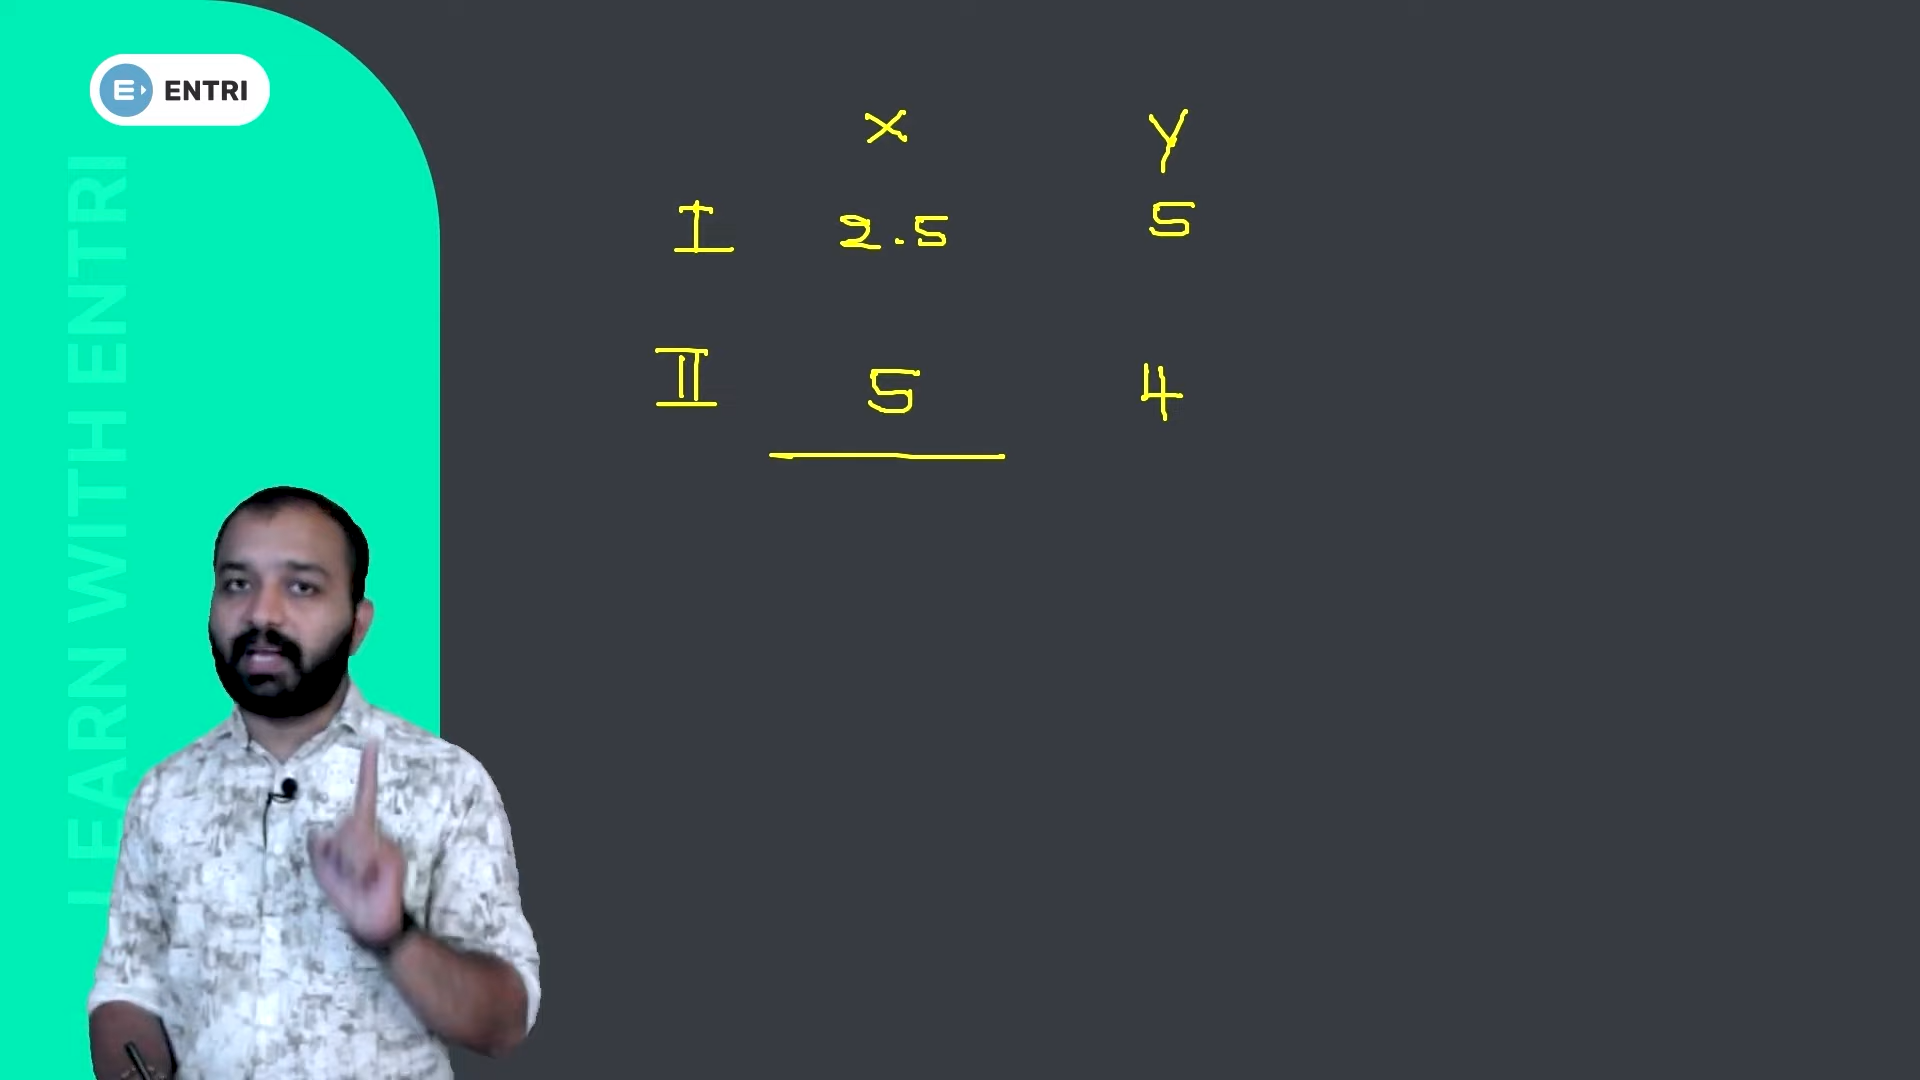 ENTRI
LEARN WITH ENTRI
x y
I 2.5 5
II 5 4